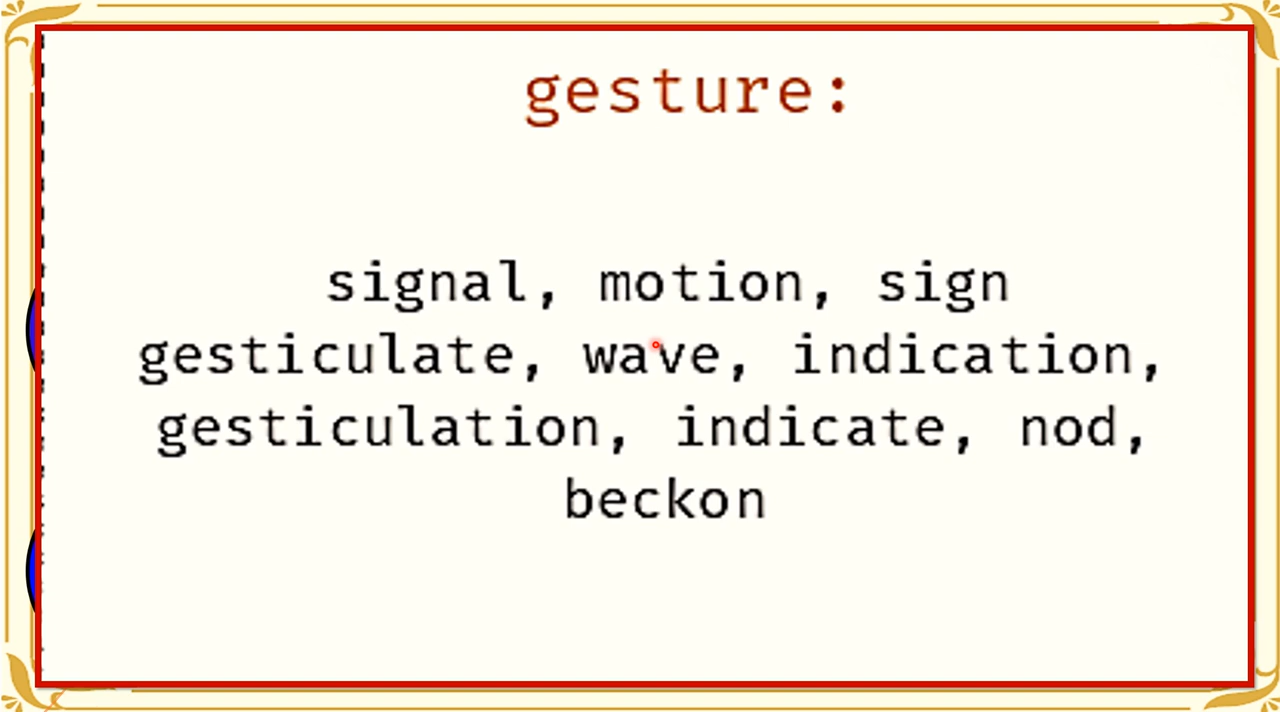 gesture:
signal, motion, sign
gesticulate, wave, indication,
gesticulation, indicate, nod,
beckon